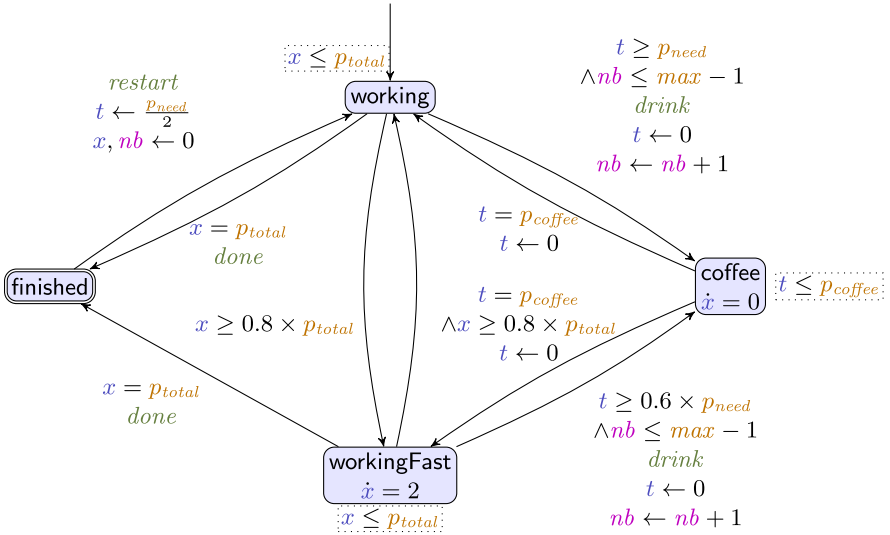 x ≤ p_total
working
restart
t ← p_need/2
x, nb ← 0
t ≥ p_need
∧nb ≤ max − 1
drink
t ← 0
nb ← nb + 1
x = p_total
done
t = p_coffee
t ← 0
finished
coffee
ẋ = 0
t ≤ p_coffee
x ≥ 0.8 × p_total
t = p_coffee
∧x ≥ 0.8 × p_total
t ← 0
x = p_total
done
t ≥ 0.6 × p_need
∧nb ≤ max − 1
drink
t ← 0
nb ← nb + 1
workingFast
ẋ = 2
x ≤ p_total